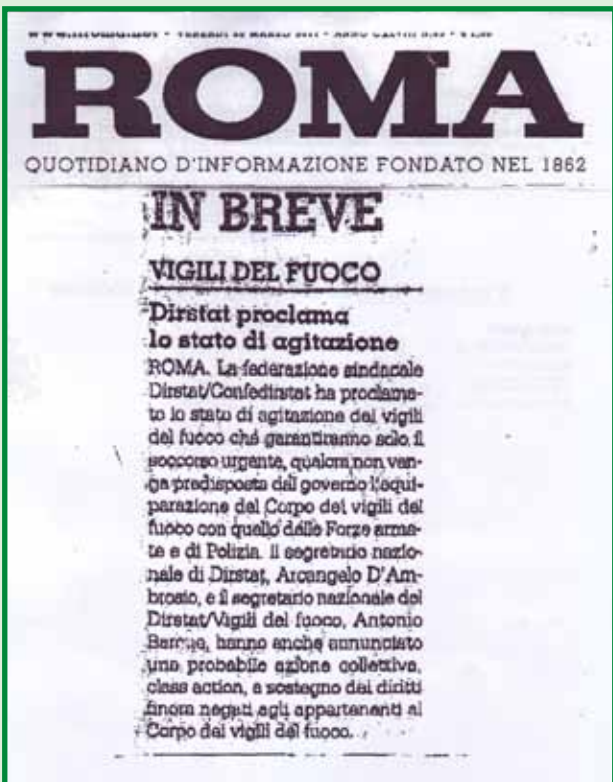 ROMA
QUOTIDIANO D'INFORMAZIONE FONDATO NEL 1862
IN BREVE
VIGILI DEL FUOCO
Dirstat proclama
lo stato di agitazione
ROMA. La federazione sindacale
Dirstat/Confedirstat ha proclama-
to lo stato di agitazione dei vigili
del fuoco che garantiranno solo il
soccorso urgente, qualora non ven-
ga predisposta dal governo l'equi-
parazione del Corpo dei vigili del
fuoco con quello delle Forze arma-
te e di Polizia. Il segretario nazio-
nale di Dirstat, Arcangelo D'Am-
brosio, e il segretario nazionale del
Dirstat/Vigili del fuoco, Antonio
hanno anche annunciato
una probabile azione collettiva,
class action, a sostegno dei diritti
finora negati agli appartenenti al
Corpo dei vigili del fuoco.